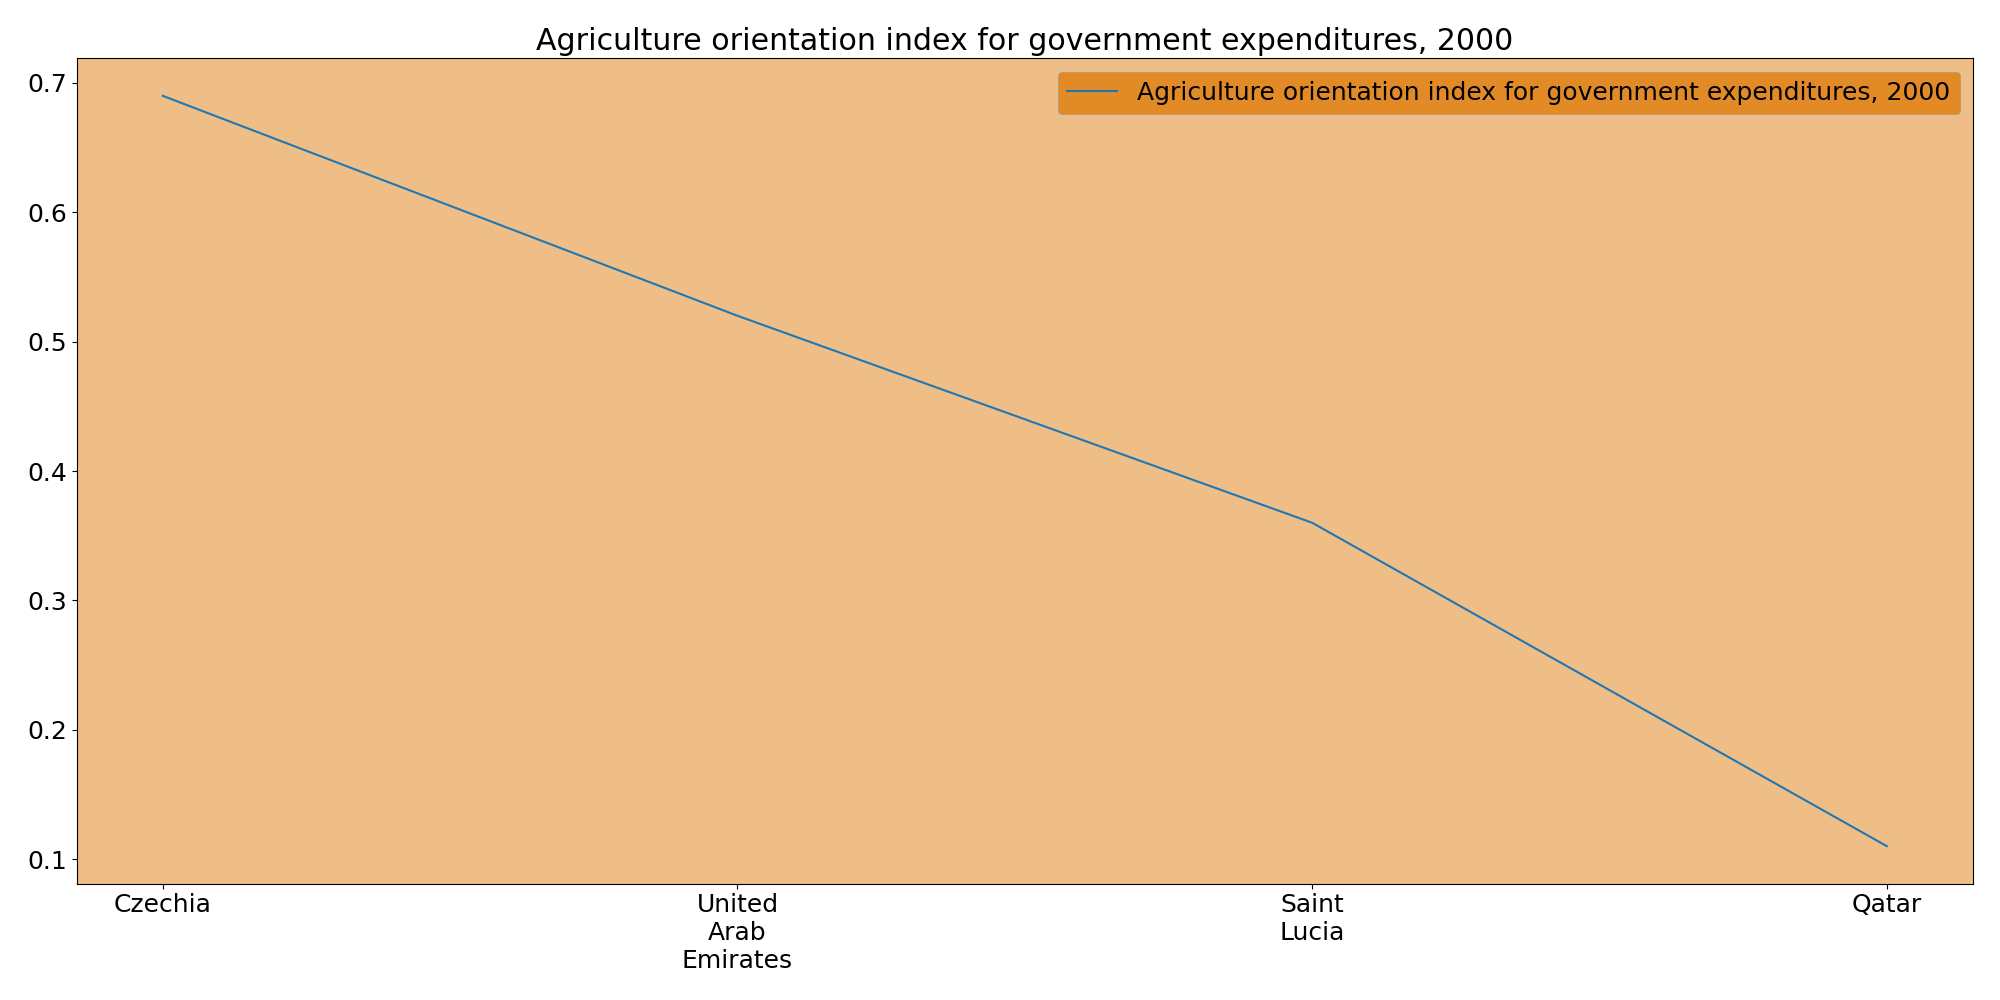 Agriculture orientation index for government expenditures, 2000
Agriculture orientation index for government expenditures, 2000
0.7
0.6
0.5
0.4
0.3
0.2
0.1
Czechia
United
Arab
Emirates
Saint
Lucia
Qatar